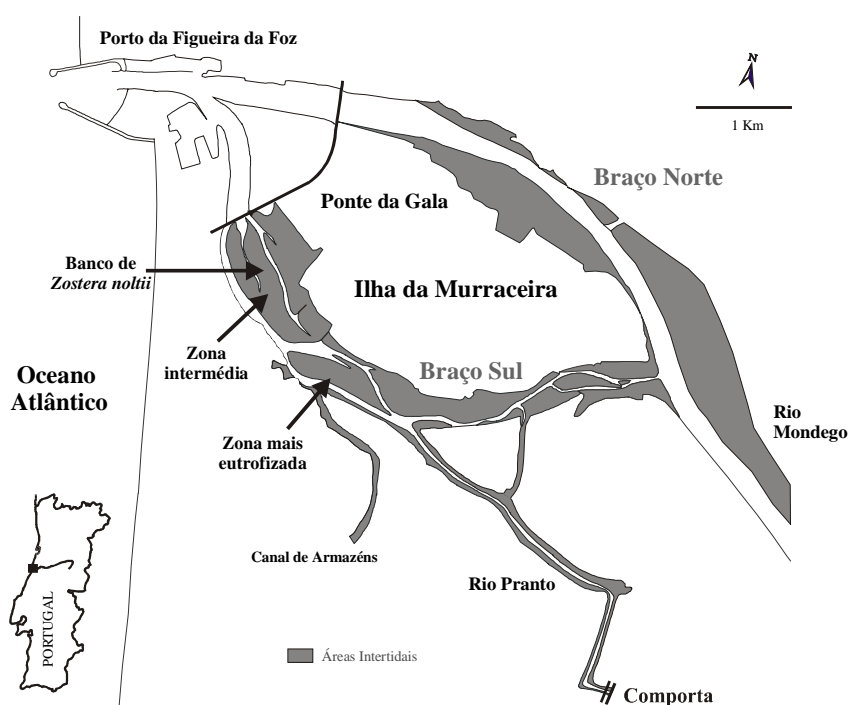 Porto da Figueira da Foz
N
1 Km
Braço Norte
Ponte da Gala
Banco de
Zostera noltii
Ilha da Murraceira
Zona
intermédia
Braço Sul
Oceano
Atlântico
Rio
Mondego
Zona mais
eutrofizada
Canal de Armazéns
Rio Pranto
PORTUGAL
Áreas Intertidais
Comporta